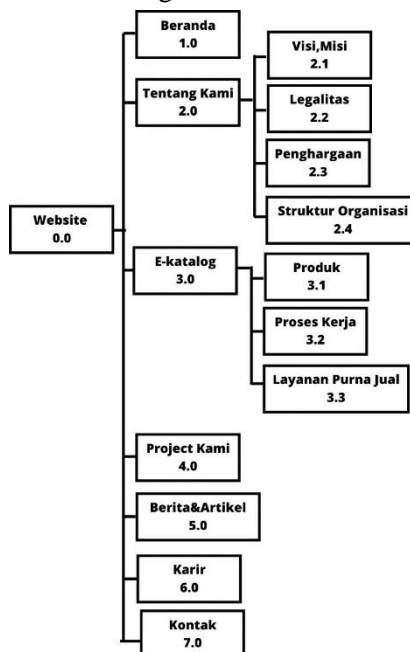 Beranda
1.0
Tentang Kami
2.0
Visi,Misi
2.1
Legalitas
2.2
Penghargaan
2.3
Struktur Organisasi
2.4
Website
0.0
E-katalog
3.0
Produk
3.1
Proses Kerja
3.2
Layanan Purna Jual
3.3
Project Kami
4.0
Berita&Artikel
5.0
Karir
6.0
Kontak
7.0